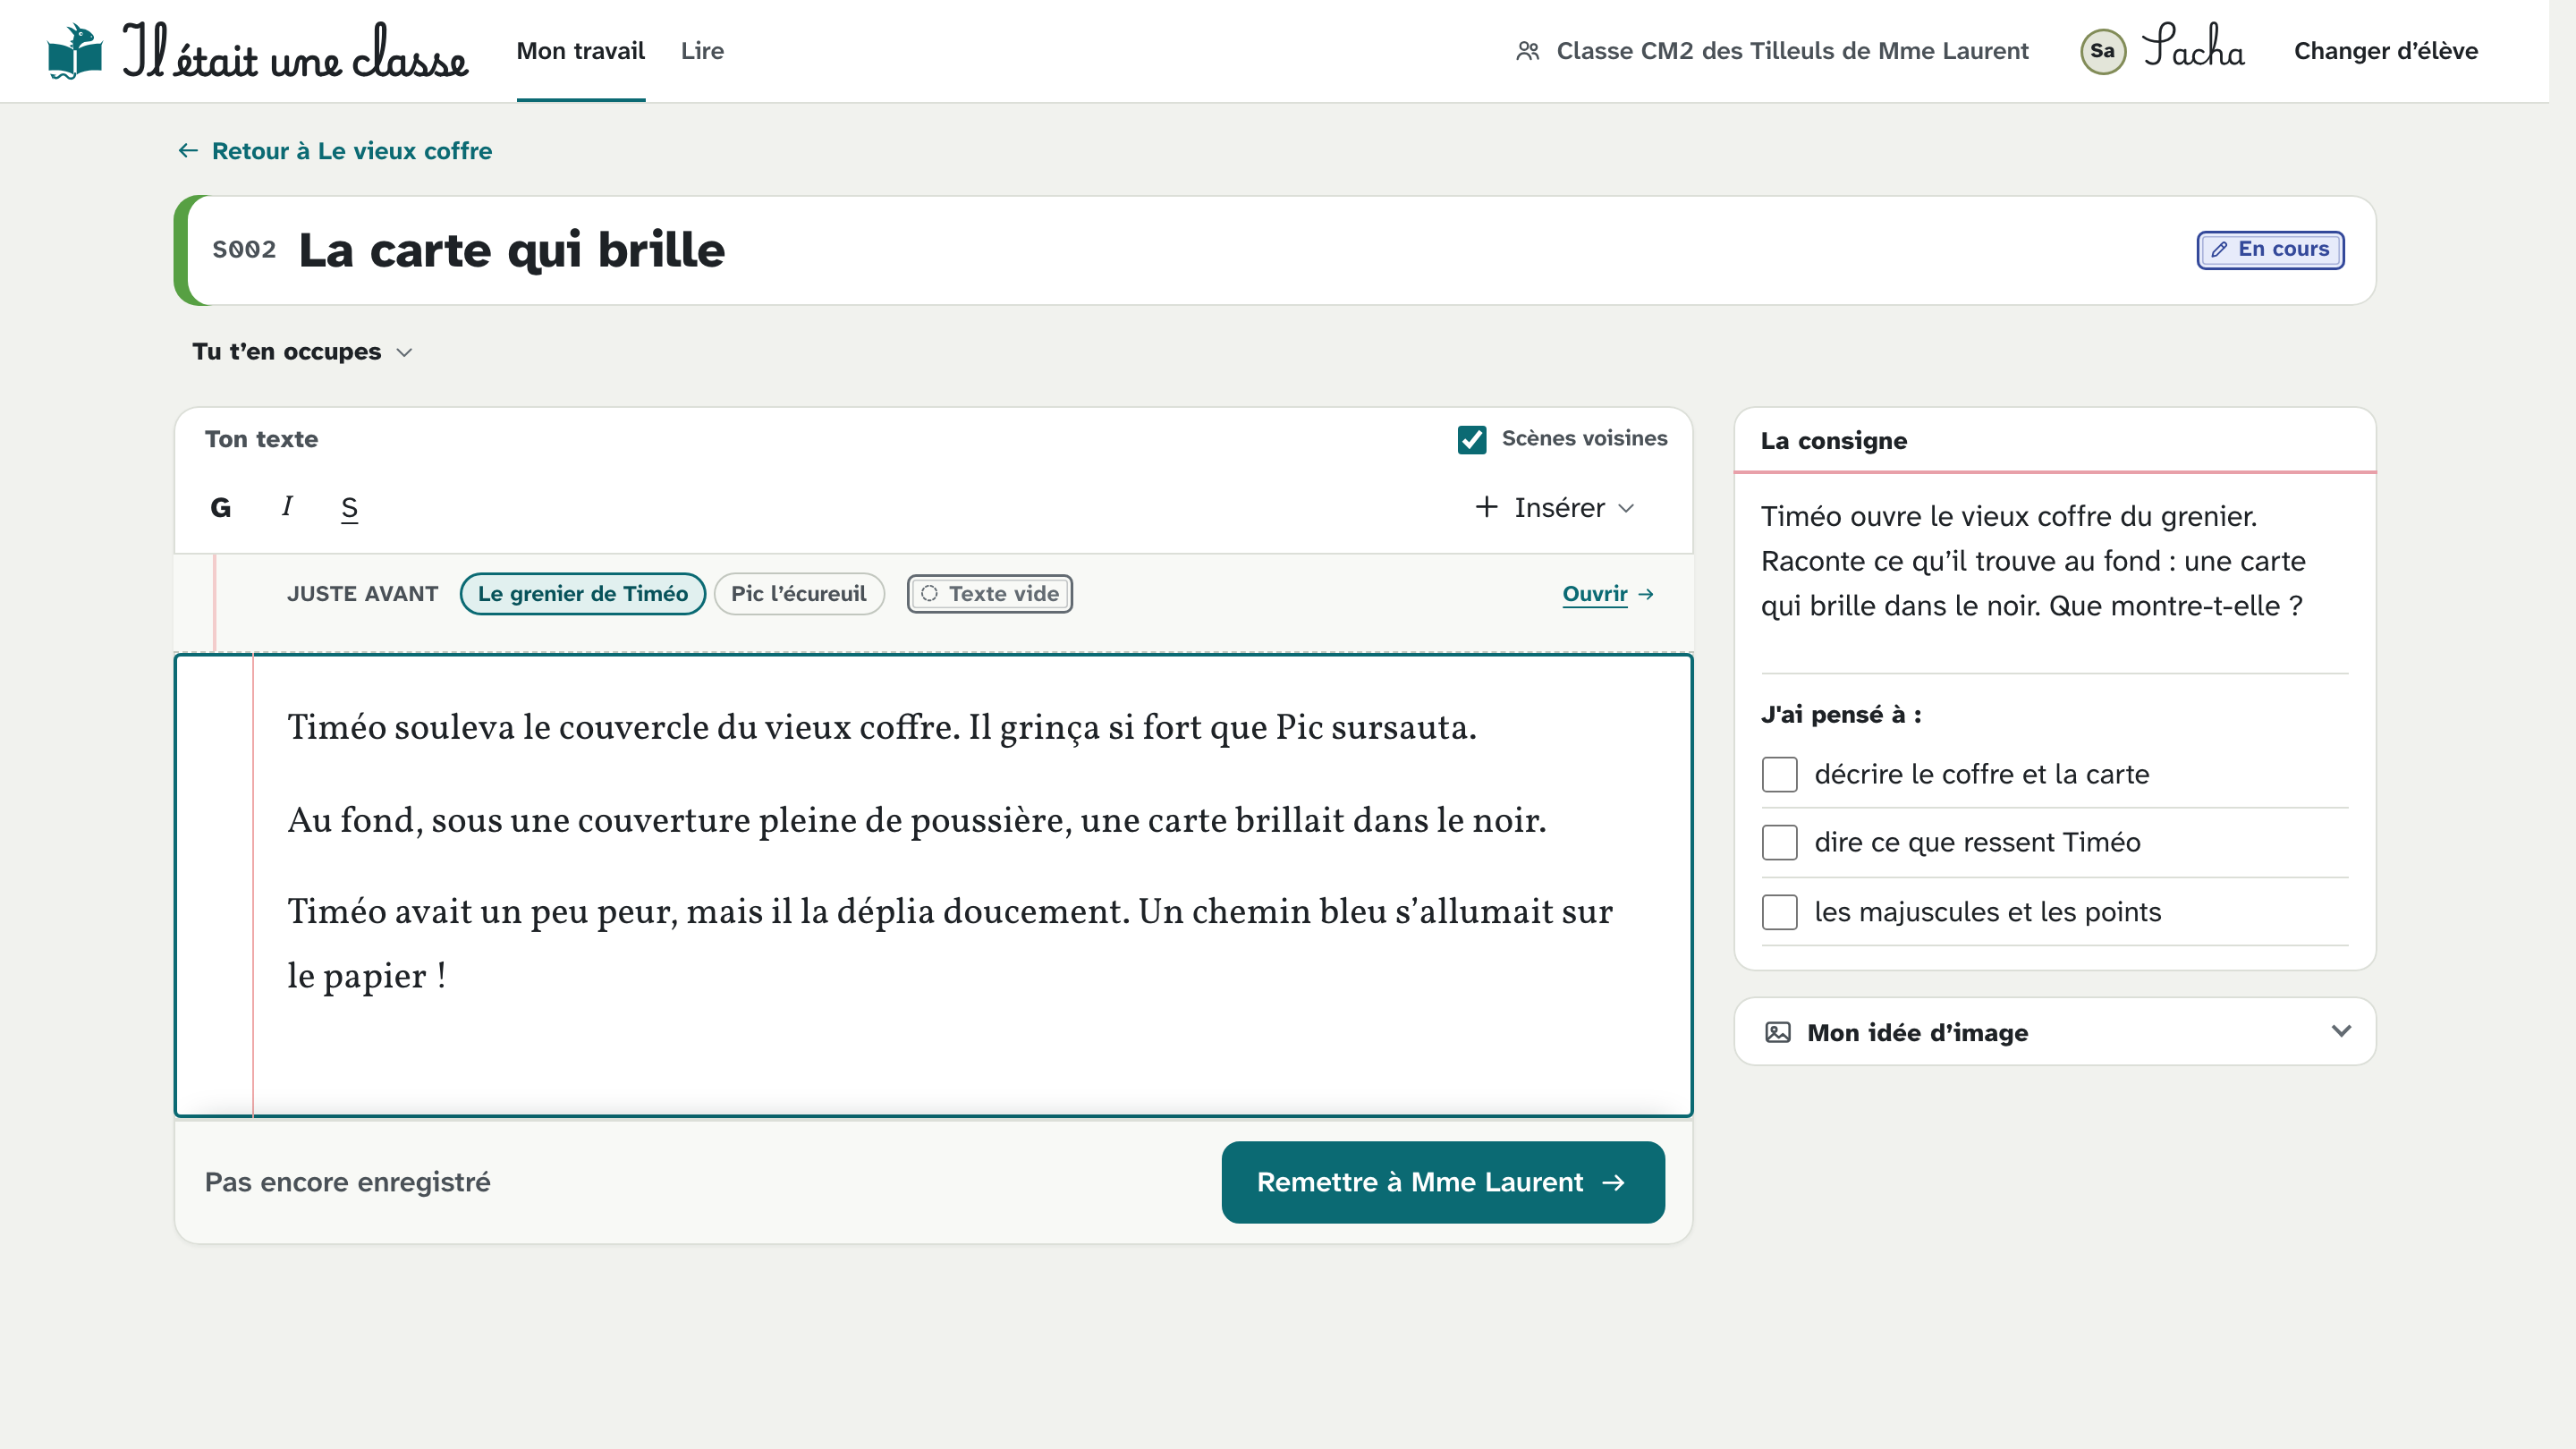 Il était une classe
Mon travail
Lire
Classe CM2 des Tilleuls de Mme Laurent
Sa
Sacha
Changer d’élève
← Retour à Le vieux coffre
S002
La carte qui brille
En cours
Tu t’en occupes
Ton texte
Scènes voisines
G I S
+ Insérer
JUSTE AVANT
Le grenier de Timéo
Pic l’écureuil
Texte vide
Ouvrir →
Timéo souleva le couvercle du vieux coffre. Il grinça si fort que Pic sursauta.
Au fond, sous une couverture pleine de poussière, une carte brillait dans le noir.
Timéo avait un peu peur, mais il la déplia doucement. Un chemin bleu s’allumait sur
le papier !
Pas encore enregistré
Remettre à Mme Laurent →
La consigne
Timéo ouvre le vieux coffre du grenier.
Raconte ce qu’il trouve au fond : une carte
qui brille dans le noir. Que montre-t-elle ?
J'ai pensé à :
décrire le coffre et la carte
dire ce que ressent Timéo
les majuscules et les points
Mon idée d’image